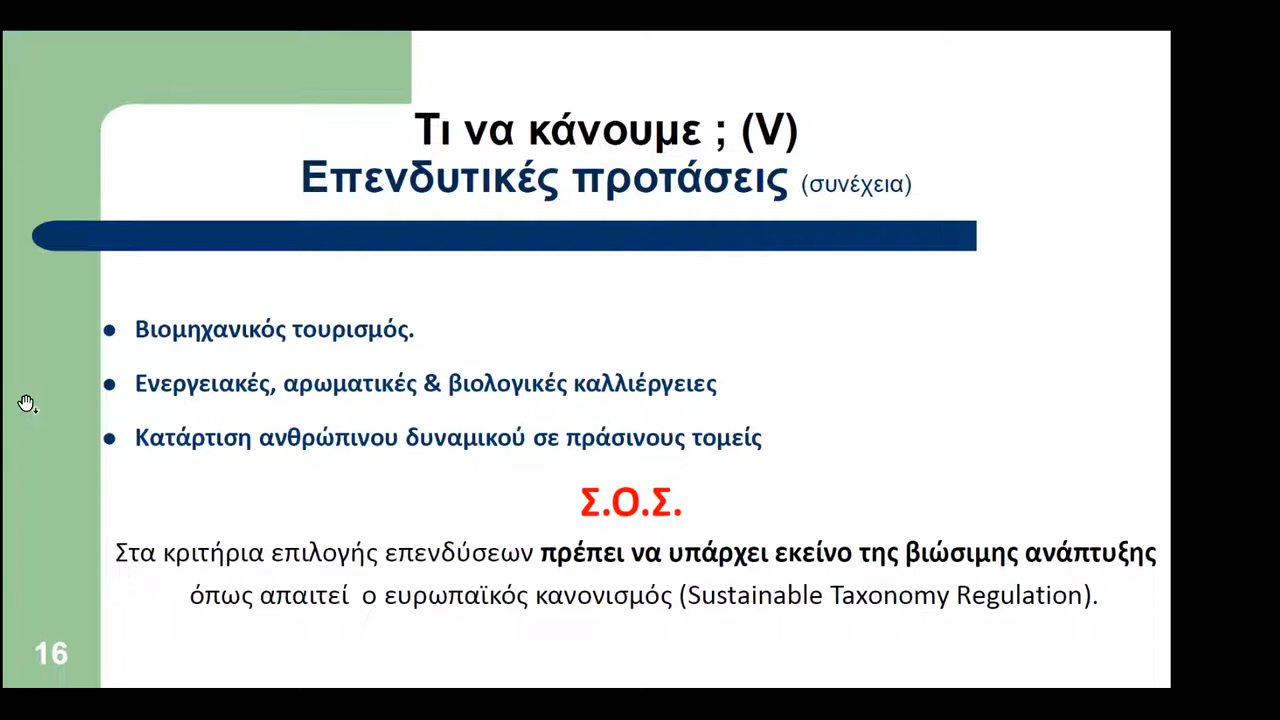 Τι να κάνουμε ; (V)
Επενδυτικές προτάσεις (συνέχεια)
● Βιομηχανικός τουρισμός.
● Ενεργειακές, αρωματικές & βιολογικές καλλιέργειες
● Κατάρτιση ανθρώπινου δυναμικού σε πράσινους τομείς
Σ.Ο.Σ.
Στα κριτήρια επιλογής επενδύσεων πρέπει να υπάρχει εκείνο της βιώσιμης ανάπτυξης
όπως απαιτεί ο ευρωπαϊκός κανονισμός (Sustainable Taxonomy Regulation).
16